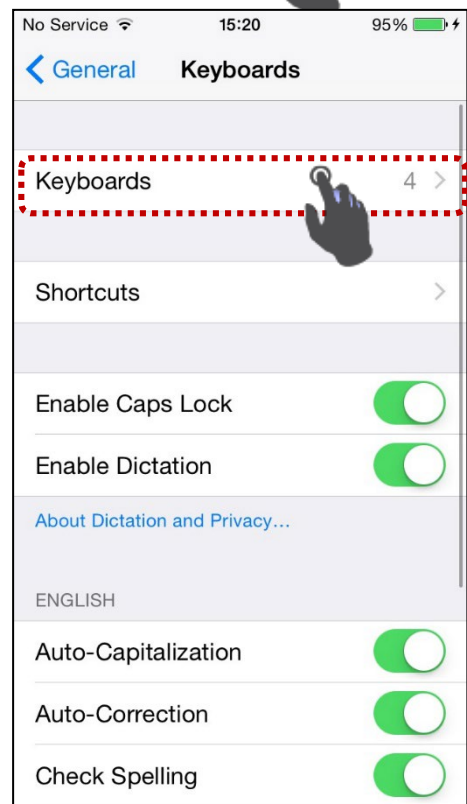 No Service 15:20 95%
General Keyboards
Keyboards 4
Shortcuts
Enable Caps Lock
Enable Dictation
About Dictation and Privacy...
ENGLISH
Auto-Capitalization
Auto-Correction
Check Spelling